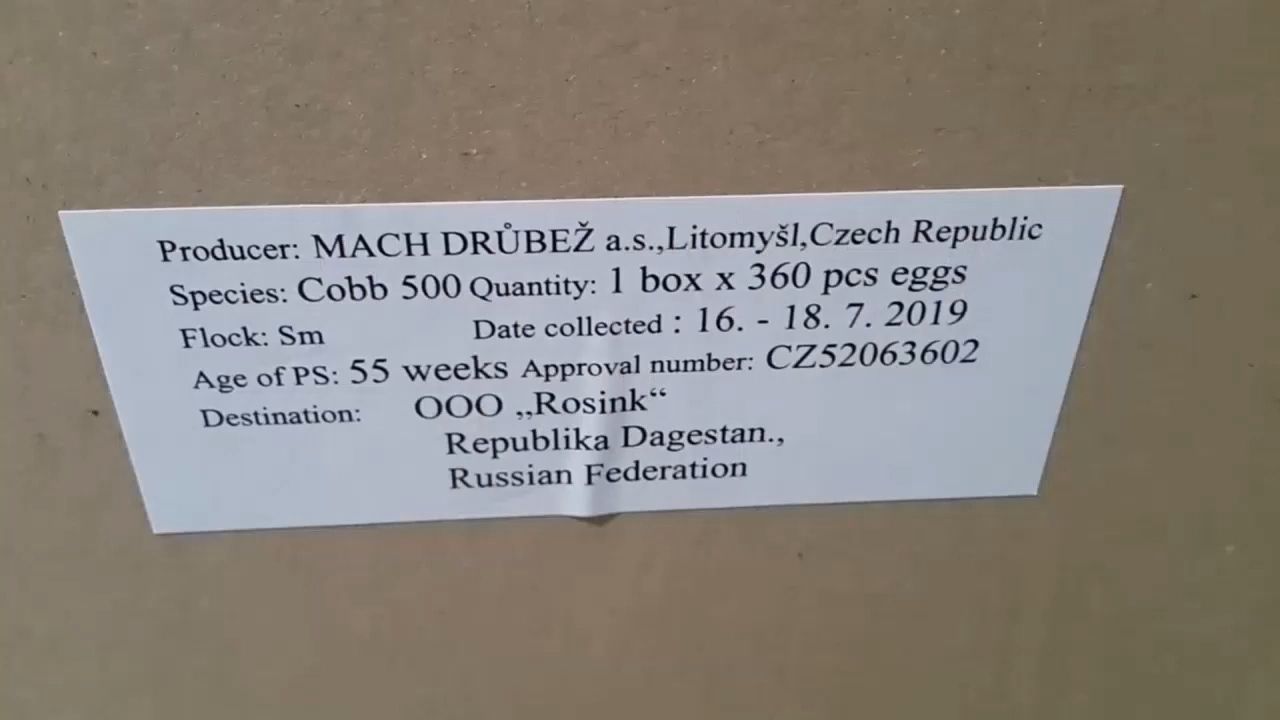 Producer: MACH DRŮBEŽ a.s.,Litomyšl,Czech Republic
Species: Cobb 500 Quantity: 1 box x 360 pcs eggs
Flock: Sm Date collected : 16. - 18. 7. 2019
Age of PS: 55 weeks Approval number: CZ52063602
Destination: OOO „Rosink“
Republika Dagestan.,
Russian Federation